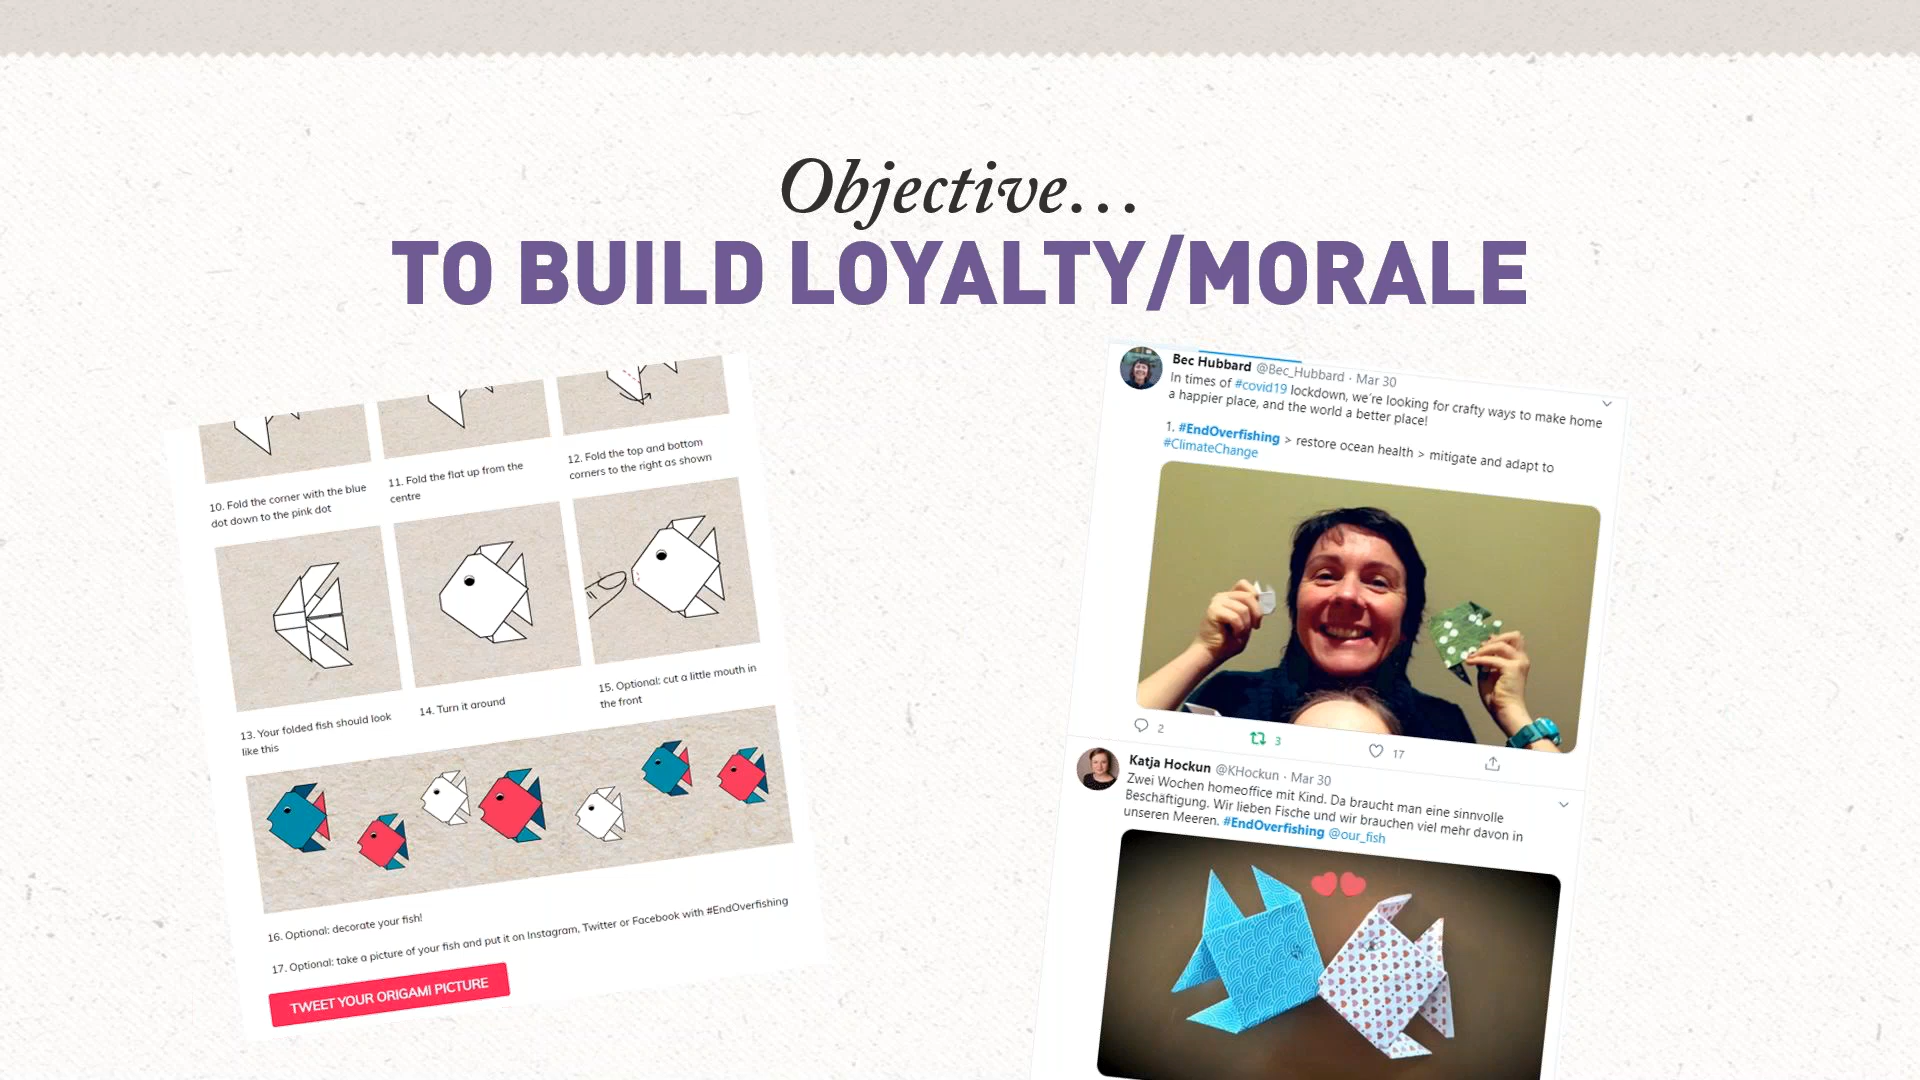 Objective…
TO BUILD LOYALTY/MORALE
10. Fold the corner with the blue
dot down to the pink dot
11. Fold the flat up from the
centre
12. Fold the top and bottom
corners to the right as shown
13. Your folded fish should look
like this
14. Turn it around
15. Optional: cut a little mouth in
the front
16. Optional: decorate your fish!
17. Optional: take a picture of your fish and put it on Instagram, Twitter or Facebook with #EndOverfishing
TWEET YOUR ORIGAMI PICTURE
Bec Hubbard @Bec_Hubbard · Mar 30
In times of #covid19 lockdown, we're looking for crafty ways to make home
a happier place, and the world a better place!
1. #EndOverfishing > restore ocean health > mitigate and adapt to
#ClimateChange
2 3 17
Katja Hockun @KHockun · Mar 30
Zwei Wochen homeoffice mit Kind. Da braucht man eine sinnvolle
Beschäftigung. Wir lieben Fische und wir brauchen viel mehr davon in
unseren Meeren. #EndOverfishing @our_fish